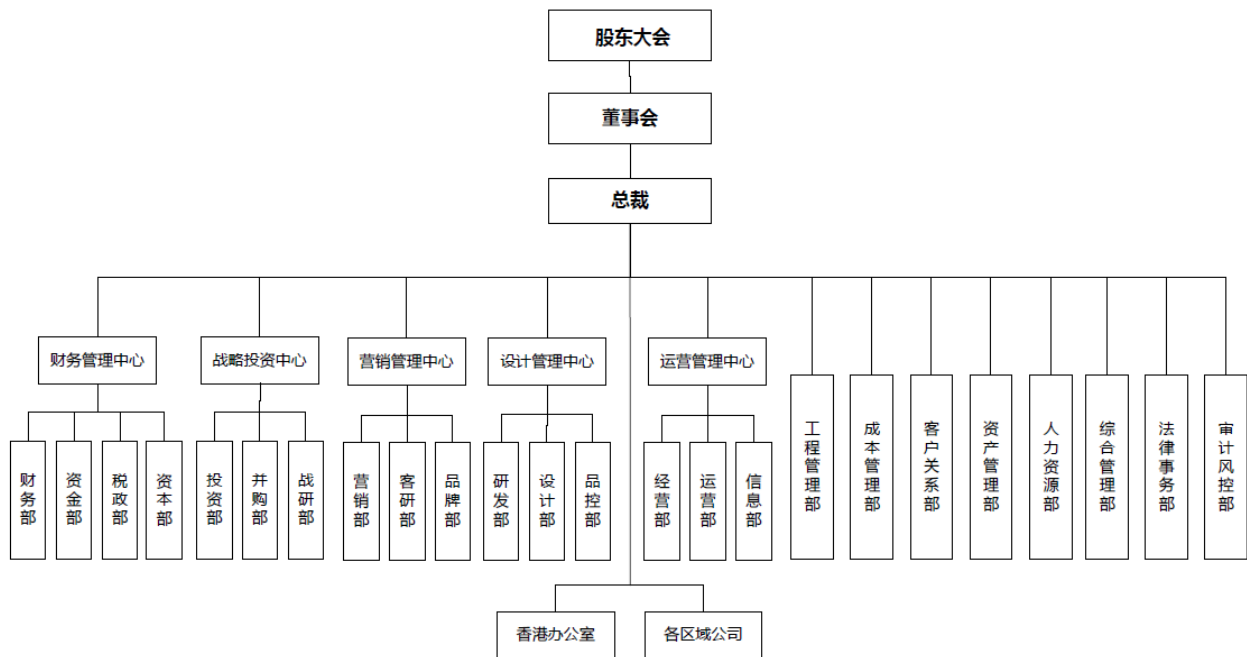 股东大会
董事会
总裁
财务管理中心
战略投资中心
营销管理中心
设计管理中心
运营管理中心
财务部
资金部
税政部
资本部
投资部
并购部
战研部
营销部
客研部
品牌部
研发部
设计部
品控部
经营部
运营部
信息部
工程管理部
成本管理部
客户关系部
资产管理部
人力资源部
综合管理部
法律事务部
审计风控部
香港办公室
各区域公司